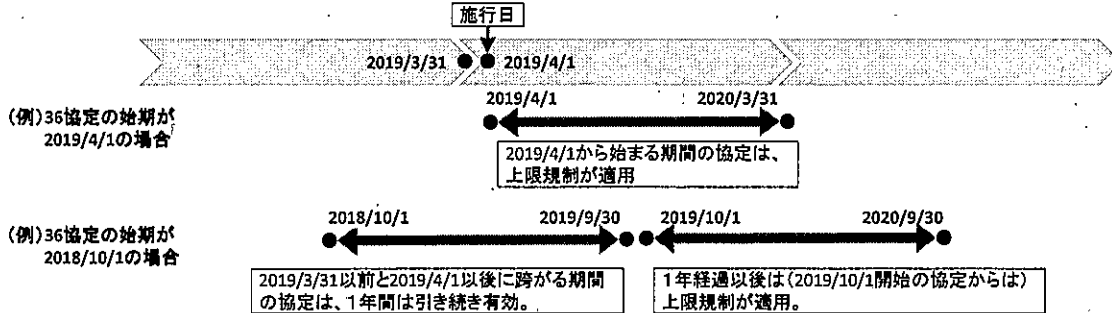 施行日
2019/3/31
2019/4/1
(例)36協定の始期が
2019/4/1の場合
2019/4/1
2020/3/31
2019/4/1から始まる期間の協定は、
上限規制が適用
(例)36協定の始期が
2018/10/1の場合
2018/10/1
2019/9/30
2019/10/1
2020/9/30
2019/3/31以前と2019/4/1以後に跨がる期間
の協定は、1年間は引き続き有効。
1年経過以後は(2019/10/1開始の協定からは)
上限規制が適用。